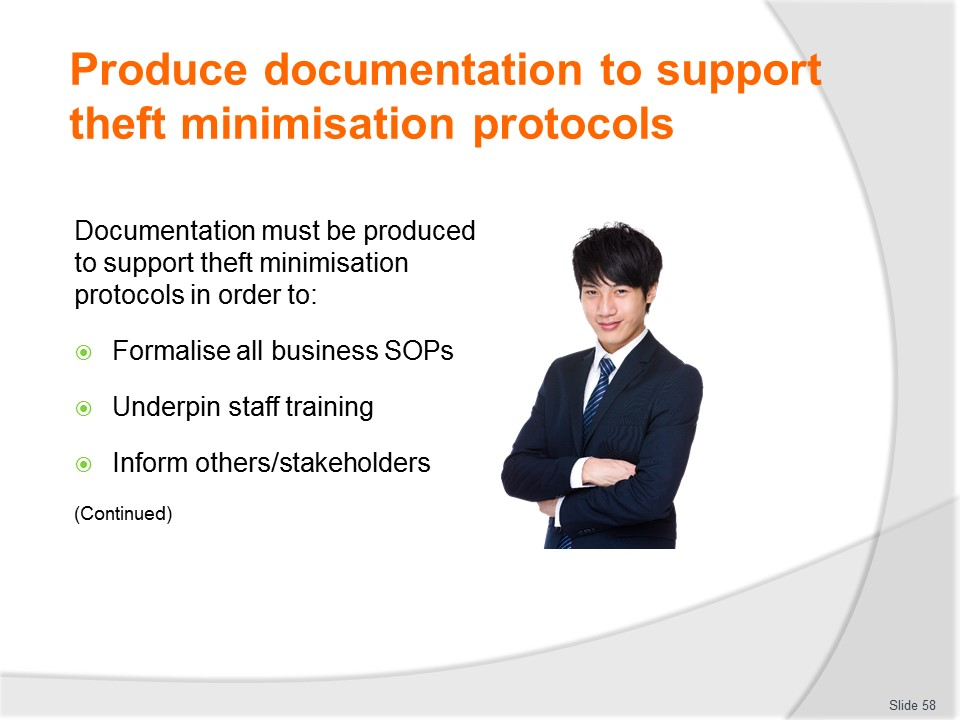 Produce documentation to support
theft minimisation protocols
Documentation must be produced
to support theft minimisation
protocols in order to:
Formalise all business SOPs
Underpin staff training
Inform others/stakeholders
(Continued)
Slide 58